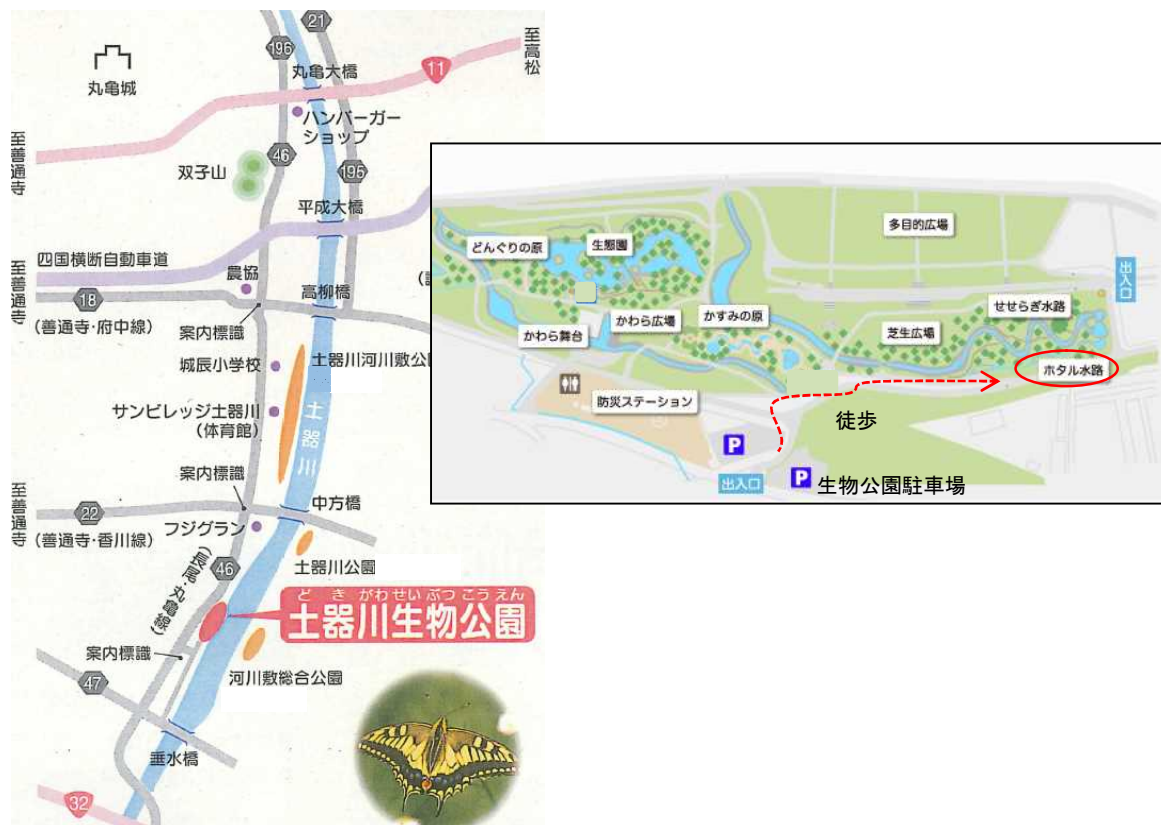 196
21
丸亀城
丸亀大橋
11
至高松
ハンバーガー
ショップ
至善通寺
双子山
46
195
平成大橋
四国横断自動車道
農協
至善通寺
18
(善通寺・府中線)
高柳橋
案内標識
城辰小学校
土器川河川敷公
サンビレッジ土器川
(体育館)
土器川
案内標識
至善通寺
22
(善通寺・香川線)
中方橋
フジグラン
土器川公園
46
(長尾・丸亀線)
どきがわせいぶつこうえん
土器川生物公園
案内標識
47
河川敷総合公園
垂水橋
32
多目的広場
どんぐりの原
生態園
出入口
せせらぎ水路
かわら舞台
かわら広場
かすみの原
芝生広場
ホタル水路
防災ステーション
徒歩
P
出入口
P
生物公園駐車場